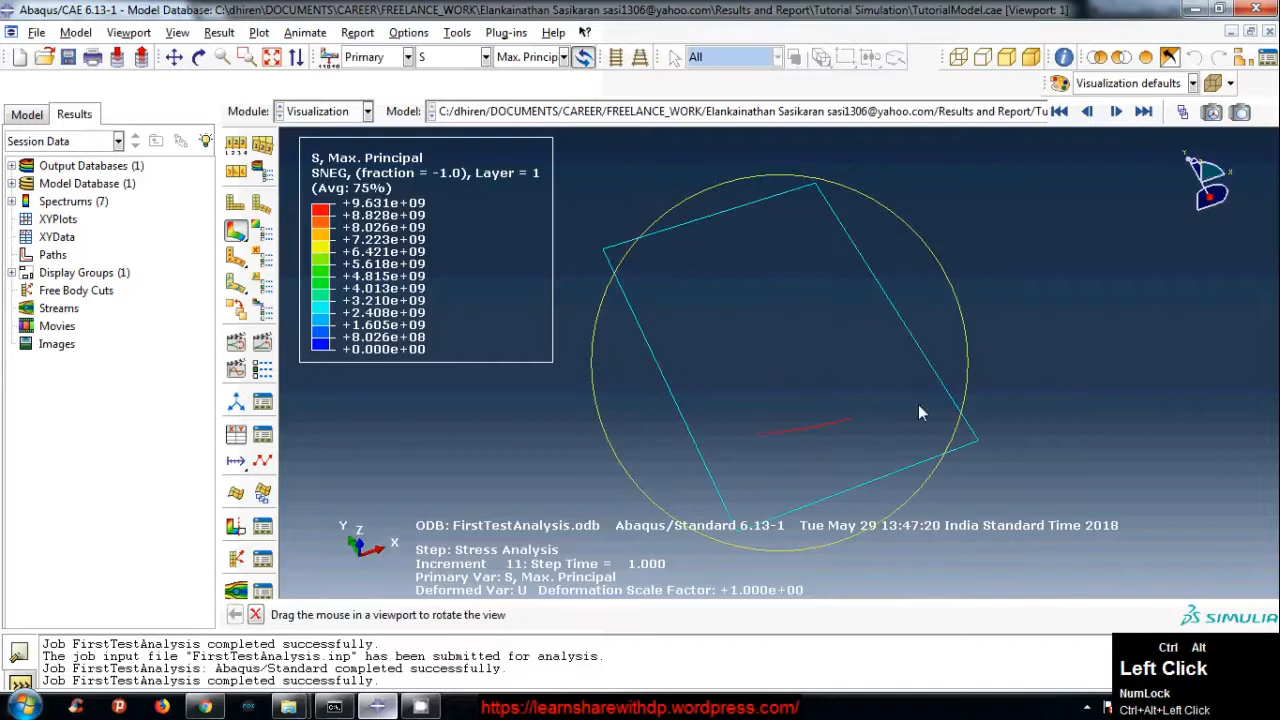 Abaqus/CAE 6.13-1 - Model Database: C:\dhiren\DOCUMENTS\CAREER\FREELANCE_WORK\Elankainathan Sasikaran sasi1306@yahoo.com\Results and Report\Tutorial Simulation\TutorialModel.cae [Viewport: 1]
File Model Viewport View Result Plot Animate Report Options Tools Plug-ins Help
Primary S Max. Princip All
Visualization defaults
Model Results Module: Visualization Model: C:/dhiren/DOCUMENTS/CAREER/FREELANCE_WORK/Elankainathan Sasikaran sasi1306@yahoo.com/Results and Report/Tu
Session Data
Output Databases (1)
Model Database (1)
Spectrums (7)
XYPlots
XYData
Paths
Display Groups (1)
Free Body Cuts
Streams
Movies
Images
S, Max. Principal
SNEG, (fraction = -1.0), Layer = 1
(Avg: 75%)
+9.631e+09
+8.828e+09
+8.026e+09
+7.223e+09
+6.421e+09
+5.618e+09
+4.815e+09
+4.013e+09
+3.210e+09
+2.408e+09
+1.605e+09
+8.026e+08
+0.000e+00
Y
X
Y Z X
ODB: FirstTestAnalysis.odb Abaqus/Standard 6.13-1 Tue May 29 13:47:20 India Standard Time 2018
Step: Stress Analysis
Increment 11: Step Time = 1.000
Primary Var: S, Max. Principal
Deformed Var: U Deformation Scale Factor: +1.000e+00
Drag the mouse in a viewport to rotate the view
SIMULIA
Job FirstTestAnalysis completed successfully.
The job input file "FirstTestAnalysis.inp" has been submitted for analysis.
Job FirstTestAnalysis: Abaqus/Standard completed successfully.
Job FirstTestAnalysis completed successfully.
Ctrl Alt
Left Click
NumLock
Ctrl+Alt+Left Click
https://learnsharewithdp.wordpress.com/